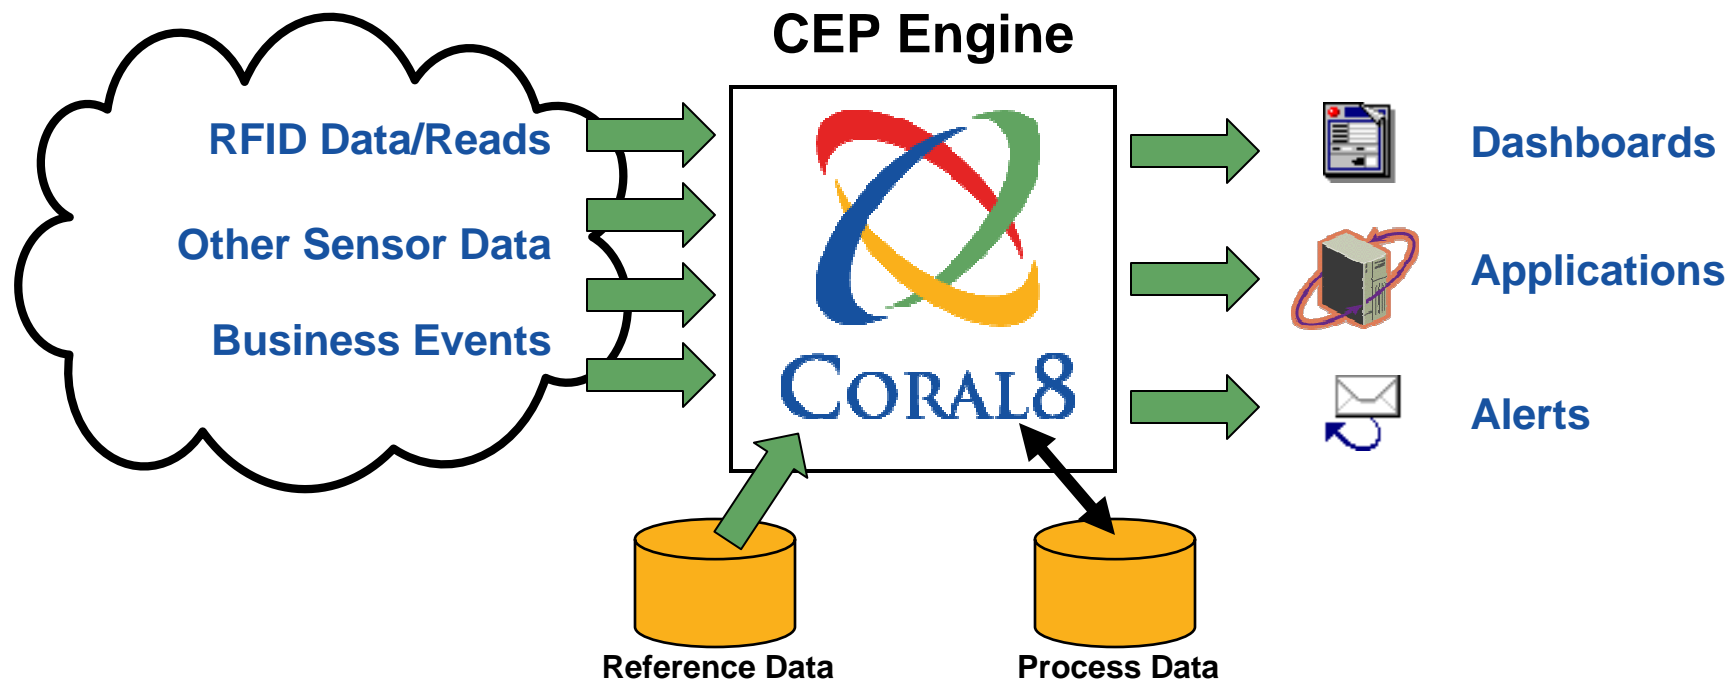 CEP Engine
RFID Data/Reads
Other Sensor Data
Business Events
CORAL8
Dashboards
Applications
Alerts
Reference Data
Process Data